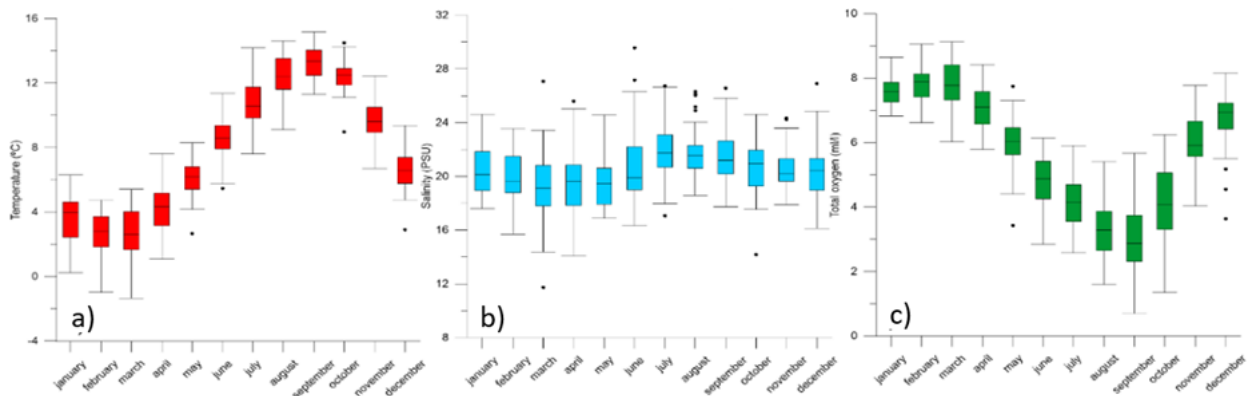 Temperature (ºC)
16
12
8
4
0
-4
a)
january
february
march
april
may
june
july
august
september
october
november
december
Salinity (PSU)
32
28
24
20
16
12
8
b)
january
february
march
april
may
june
july
august
september
october
november
december
Total oxygen (ml/l)
10
8
6
4
2
0
c)
january
february
march
april
may
june
july
august
september
october
november
december